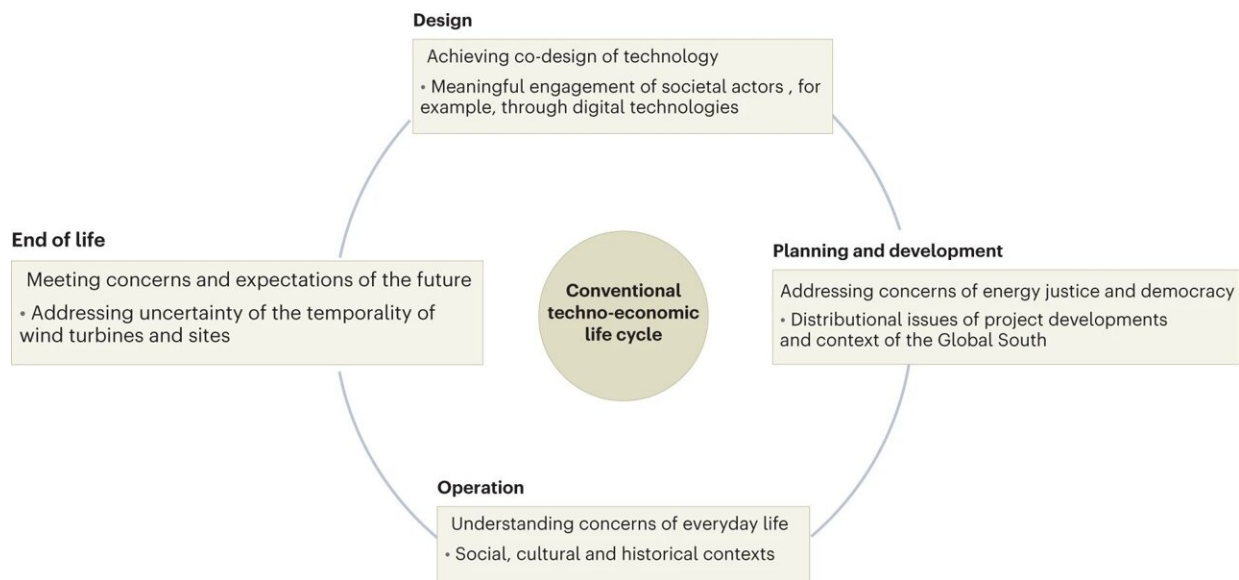 Design
Achieving co-design of technology
• Meaningful engagement of societal actors , for
example, through digital technologies
Planning and development
Addressing concerns of energy justice and democracy
• Distributional issues of project developments
and context of the Global South
Operation
Understanding concerns of everyday life
• Social, cultural and historical contexts
End of life
Meeting concerns and expectations of the future
• Addressing uncertainty of the temporality of
wind turbines and sites
Conventional
techno-economic
life cycle